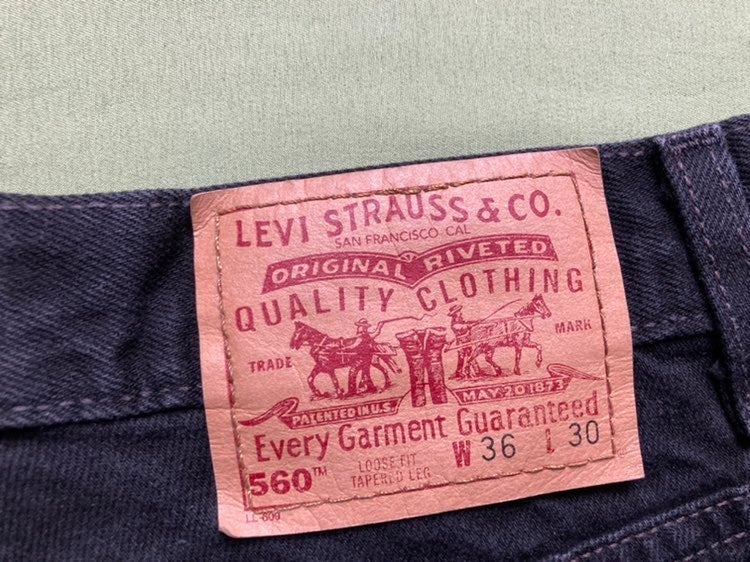 LEVI STRAUSS & CO.
SAN FRANCISCO CAL
ORIGINAL RIVETED
QUALITY CLOTHING
TRADE MARK
PATENTED IN U.S. MAY 20 1873
Every Garment Guaranteed
560™ LOOSE FIT W 36 L 30
TAPERED LEG